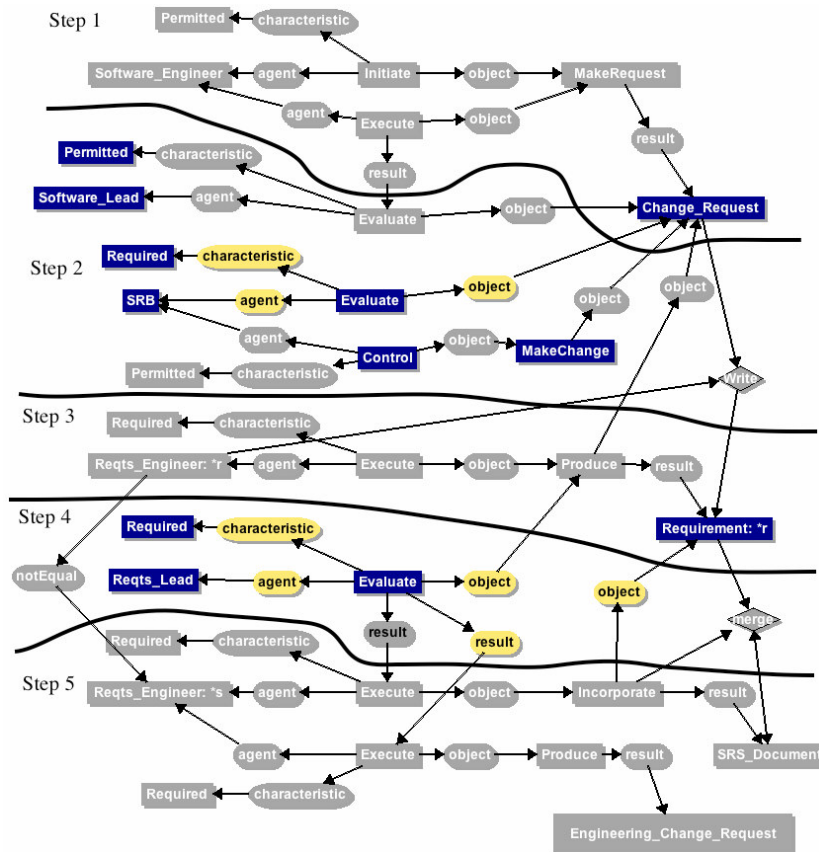 Step 1
Permitted
characteristic
Software_Engineer
agent
Initiate
object
MakeRequest
agent
Execute
object
result
result
Permitted
characteristic
Software_Lead
agent
Evaluate
object
Change_Request
Step 2
Required
characteristic
SRB
agent
Evaluate
object
object
object
agent
Control
object
MakeChange
Permitted
characteristic
Write
Step 3
Required
characteristic
Reqts_Engineer: *r
agent
Execute
object
Produce
result
Step 4
Required
characteristic
Requirement: *r
notEqual
Reqts_Lead
agent
Evaluate
object
object
result
result
merge
Required
characteristic
Step 5
Reqts_Engineer: *s
agent
Execute
object
Incorporate
result
agent
Execute
object
Produce
result
SRS_Document
Required
characteristic
Engineering_Change_Request